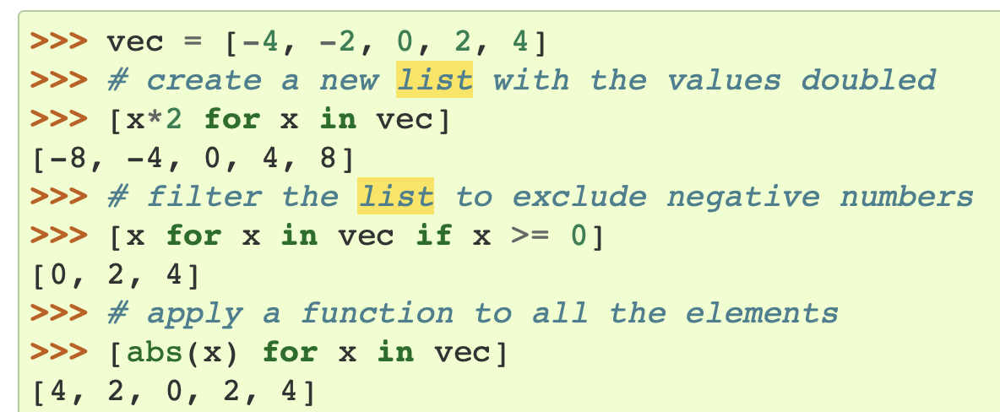 >>> vec = [-4, -2, 0, 2, 4]
>>> # create a new list with the values doubled
>>> [x*2 for x in vec]
[-8, -4, 0, 4, 8]
>>> # filter the list to exclude negative numbers
>>> [x for x in vec if x >= 0]
[0, 2, 4]
>>> # apply a function to all the elements
>>> [abs(x) for x in vec]
[4, 2, 0, 2, 4]